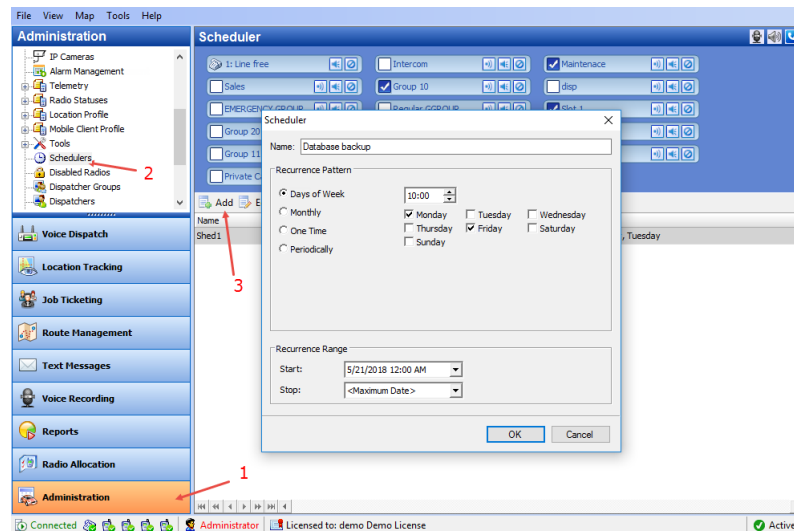 File View Map Tools Help
Administration
Scheduler
IP Cameras
Alarm Management
Telemetry
Radio Statuses
Location Profile
Mobile Client Profile
Tools
Schedulers
Disabled Radios
Dispatcher Groups
Dispatchers
2
1: Line free
Intercom
Maintenace
Sales
Group 10
disp
EMERGENCY GROUP
Regular GGROUP
Slot 1
Group 20
Group 11
Private C
Add
E
Name
Shed1
, Tuesday
3
Scheduler
Name: Database backup
Recurrence Pattern
Days of Week
10:00
Monthly
One Time
Periodically
Monday Tuesday Wednesday
Thursday Friday Saturday
Sunday
Recurrence Range
Start: 5/21/2018 12:00 AM
Stop: <Maximum Date>
OK Cancel
Voice Dispatch
Location Tracking
Job Ticketing
Route Management
Text Messages
Voice Recording
Reports
Radio Allocation
Administration
1
Connected
Administrator
Licensed to: demo Demo License
Active